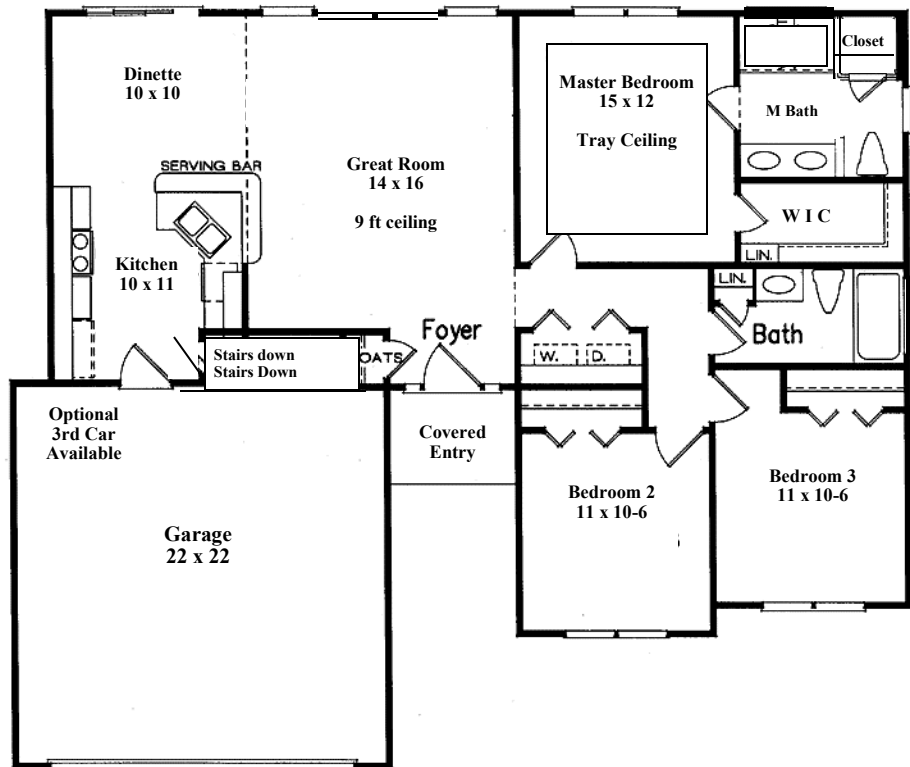 Dinette
10 x 10
SERVING BAR
Great Room
14 x 16
9 ft ceiling
Master Bedroom
15 x 12
Tray Ceiling
Closet
M Bath
W I C
LIN.
Kitchen
10 x 11
Stairs down
Stairs Down
OATS
Foyer
W.
D.
LIN.
Bath
Optional
3rd Car
Available
Covered
Entry
Bedroom 2
11 x 10-6
Bedroom 3
11 x 10-6
Garage
22 x 22